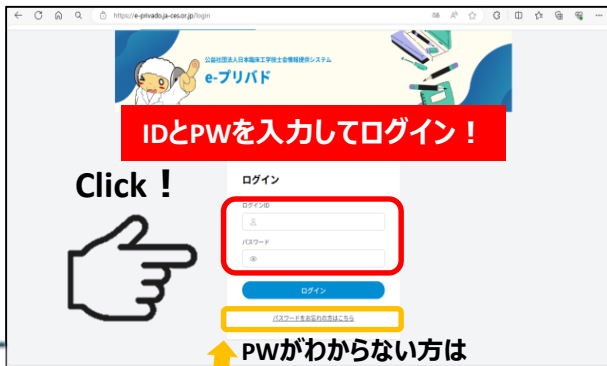 https://e-privado.ja-ces.or.jp/login
公益社団法人日本臨床工学技士会情報提供システム
e-プリバド
IDとPWを入力してログイン！
Click！
ログイン
ログインID
パスワード
ログイン
パスワードをお忘れの方はこちら
PWがわからない方は